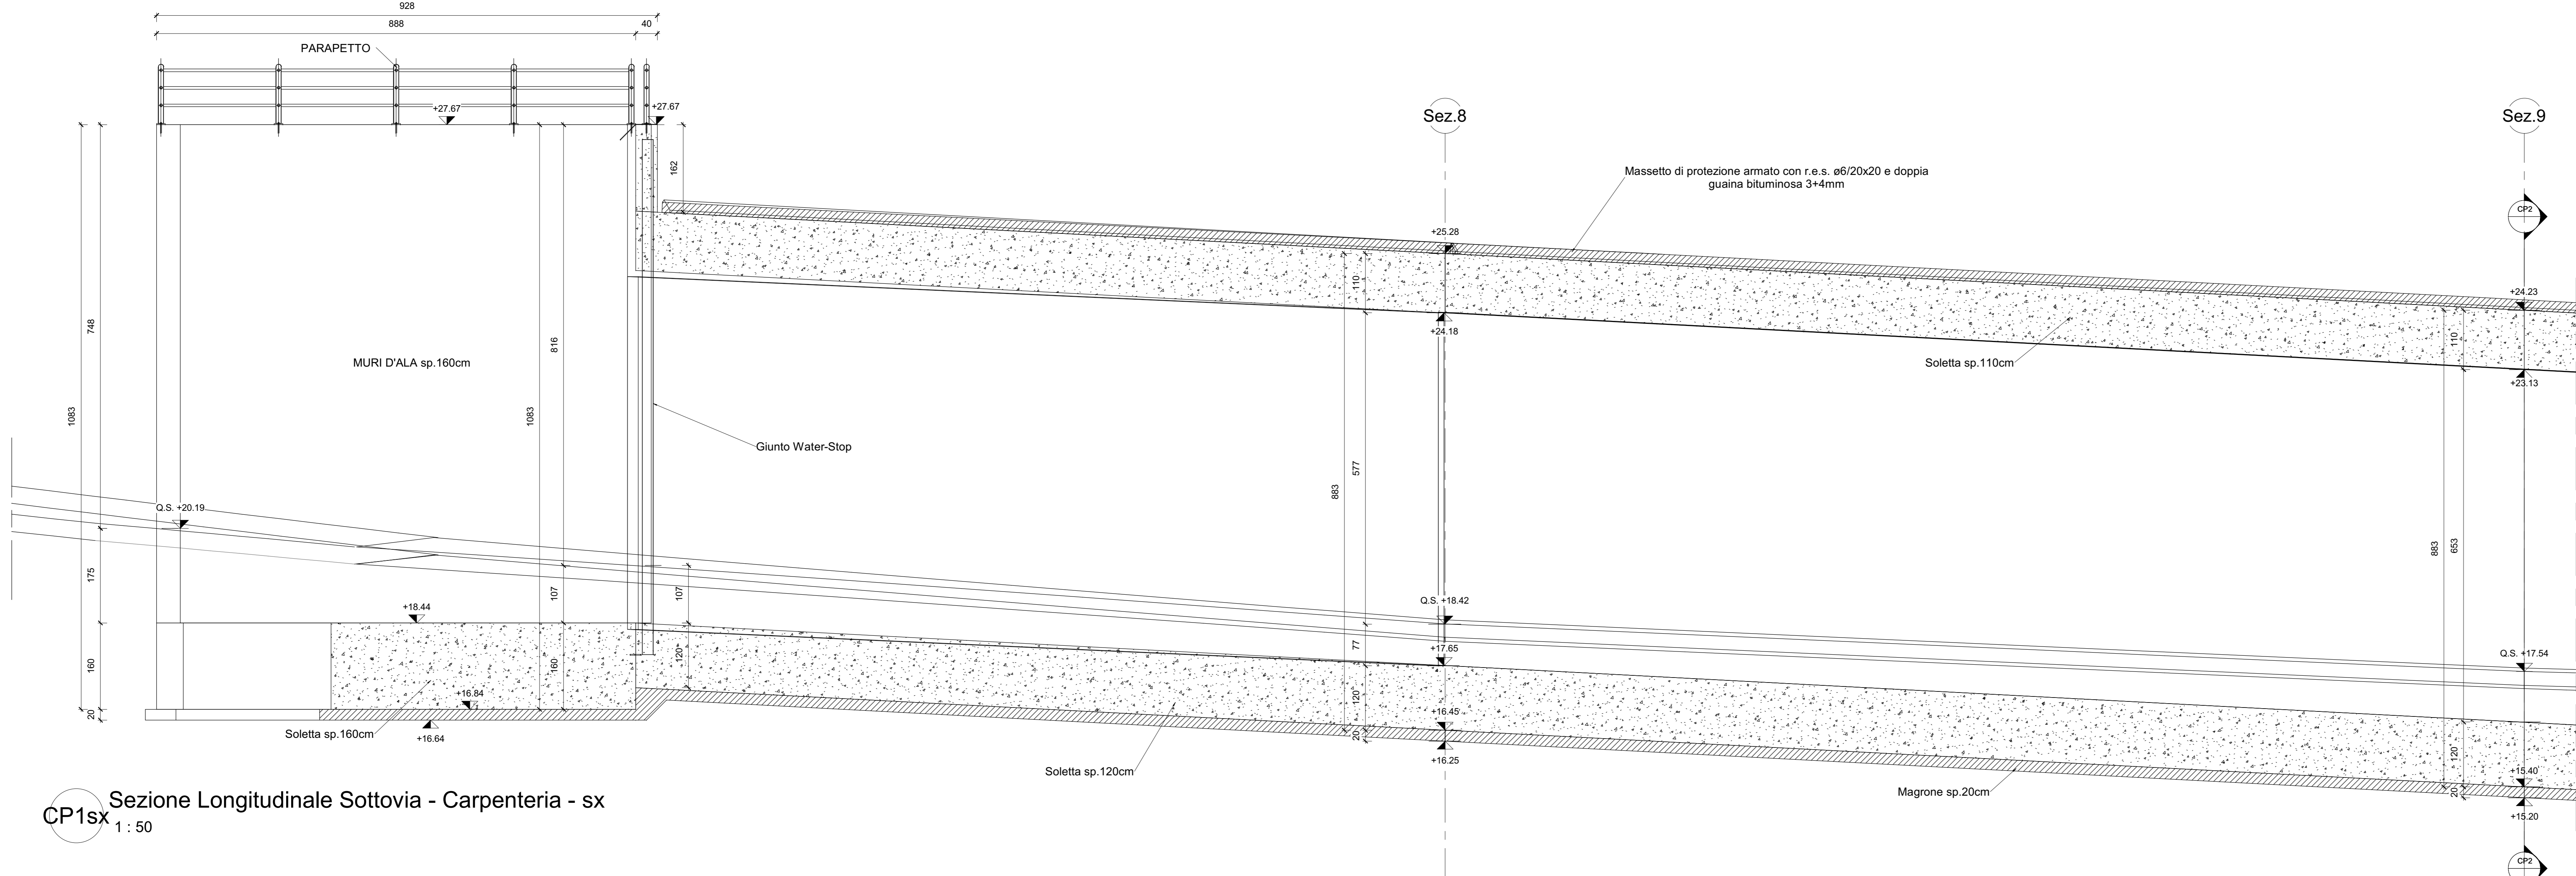 928
888
40
PARAPETTO
+27.67
+27.67
Sez.8
Sez.9
162
Massetto di protezione armato con r.e.s. ø6/20x20 e doppia
guaina bituminosa 3+4mm
CP2
+25.28
110
+24.18
+24.23
110
+23.13
Soletta sp.110cm
748
816
MURI D'ALA sp.160cm
1083
1083
Giunto Water-Stop
577
883
883
653
Q.S. +20.19
175
107
107
+18.44
Q.S. +18.42
77
+17.65
Q.S. +17.54
160
160
120
120
120
+16.84
+16.45
20
20
20
+15.40
Soletta sp.160cm
+16.64
+16.25
Soletta sp.120cm
Magrone sp.20cm
+15.20
CP1sx
Sezione Longitudinale Sottovia - Carpenteria - sx
1 : 50
CP2